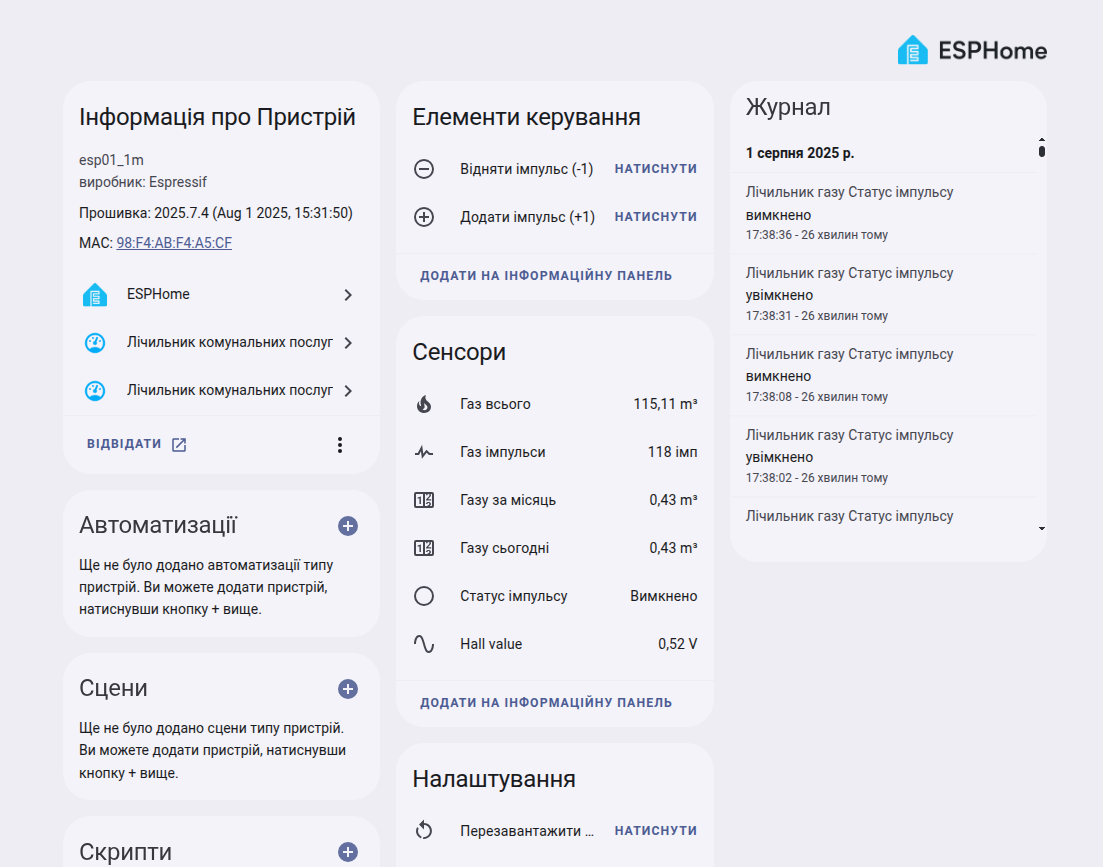 ESPHome
Інформація про Пристрій
esp01_1m
виробник: Espressif
Прошивка: 2025.7.4 (Aug 1 2025, 15:31:50)
MAC: 98:F4:AB:F4:A5:CF
ESPHome
Лічильник комунальних послуг
Лічильник комунальних послуг
ВІДВІДАТИ
Автоматизації
Ще не було додано автоматизації типу
пристрій. Ви можете додати пристрій,
натиснувши кнопку + вище.
Сцени
Ще не було додано сцени типу пристрій.
Ви можете додати пристрій, натиснувши
кнопку + вище.
Скрипти
Елементи керування
Відняти імпульс (-1) НАТИСНУТИ
Додати імпульс (+1) НАТИСНУТИ
ДОДАТИ НА ІНФОРМАЦІЙНУ ПАНЕЛЬ
Сенсори
Газ всього 115,11 m³
Газ імпульси 118 імп
Газу за місяць 0,43 m³
Газу сьогодні 0,43 m³
Статус імпульсу Вимкнено
Hall value 0,52 V
ДОДАТИ НА ІНФОРМАЦІЙНУ ПАНЕЛЬ
Налаштування
Перезавантажити ... НАТИСНУТИ
Журнал
1 серпня 2025 р.
Лічильник газу Статус імпульсу
вимкнено
17:38:36 - 26 хвилин тому
Лічильник газу Статус імпульсу
увімкнено
17:38:31 - 26 хвилин тому
Лічильник газу Статус імпульсу
вимкнено
17:38:08 - 26 хвилин тому
Лічильник газу Статус імпульсу
увімкнено
17:38:02 - 26 хвилин тому
Лічильник газу Статус імпульсу